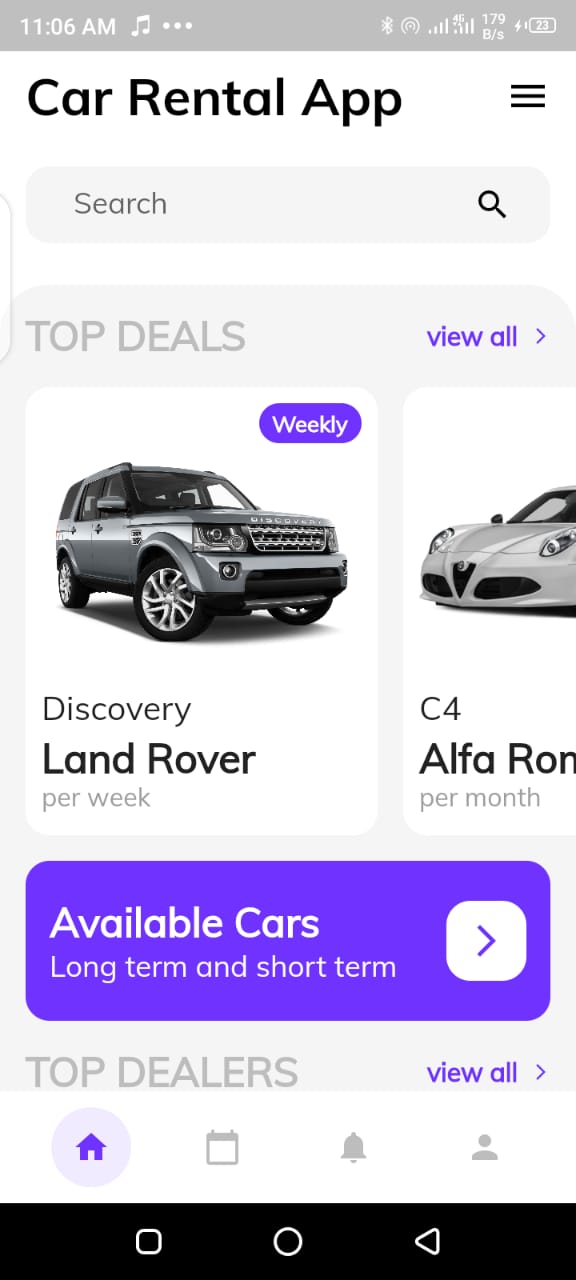 11:06 AM
4G
179
B/s
23
Car Rental App
Search
TOP DEALS
view all
Weekly
DISCOVERY
Discovery
Land Rover
per week
C4
Alfa Rom
per month
Available Cars
Long term and short term
TOP DEALERS
view all